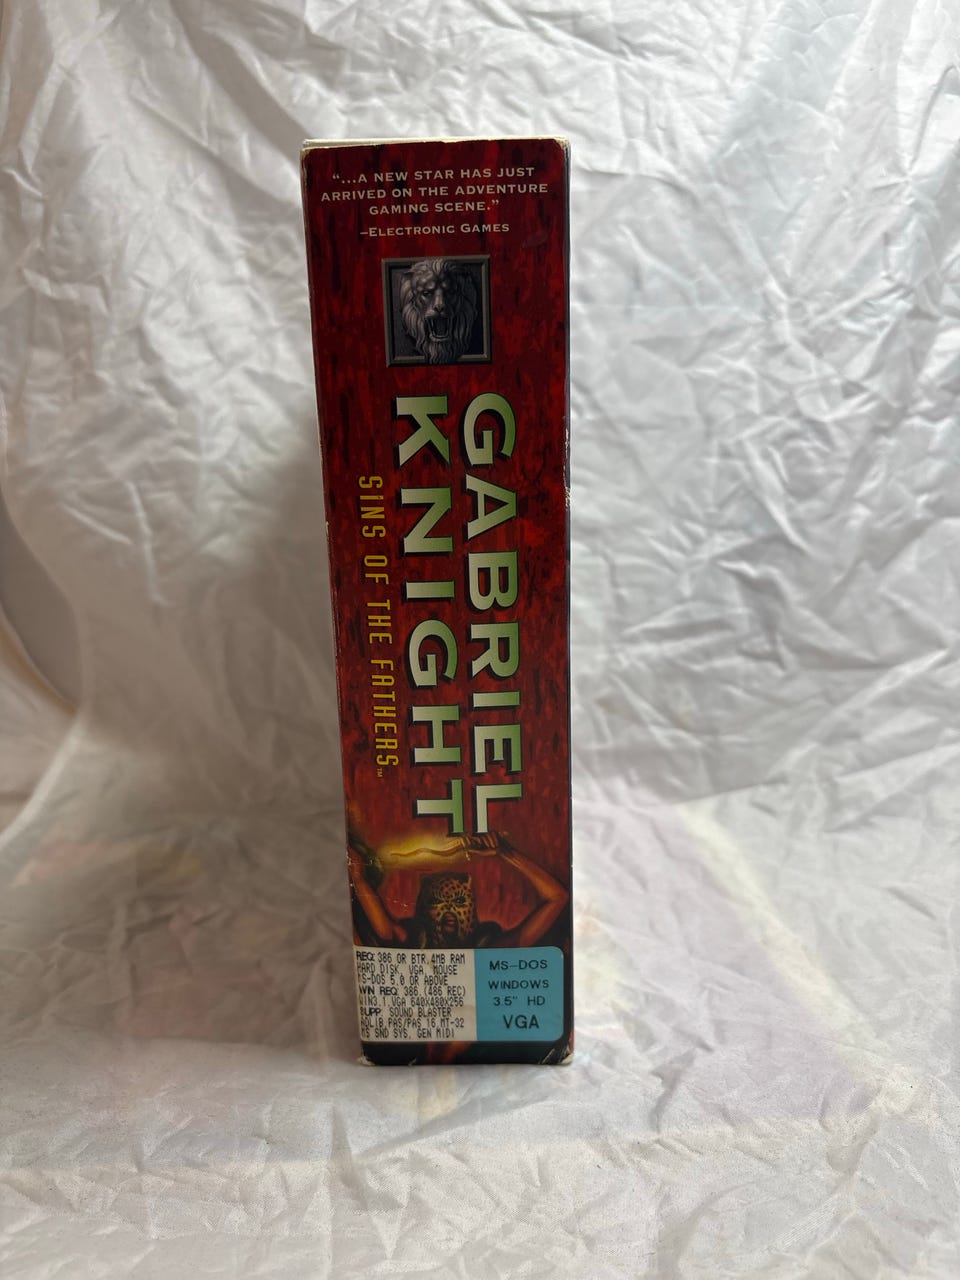 “...A NEW STAR HAS JUST
ARRIVED ON THE ADVENTURE
GAMING SCENE.”
–ELECTRONIC GAMES
GABRIEL
KNIGHT
SINS OF THE FATHERS™
REQ: 386 OR BTR,4MB RAM
HARD DISK, VGA, MOUSE
MS-DOS 5.0 OR ABOVE
WIN REQ: 386,(486 REC)
WIN3.1,VGA 640X480X256
SUPP: SOUND BLASTER
ADLIB,PAS/PAS 16,MT-32
MS SND SYS, GEN MIDI
MS-DOS
WINDOWS
3.5" HD
VGA